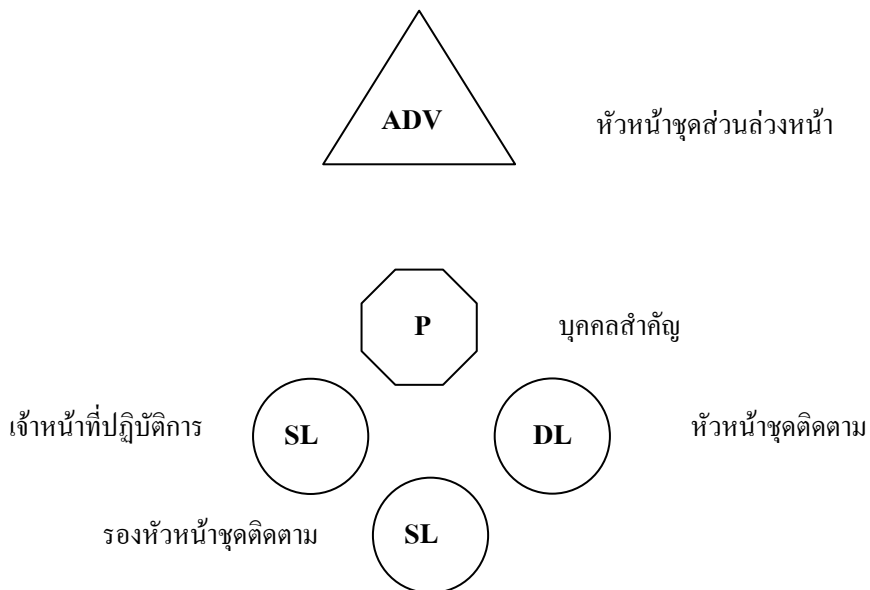 ADV
หัวหน้าชุดส่วนล่วงหน้า
P
บุคคลสำคัญ
เจ้าหน้าที่ปฏิบัติการ
SL
DL
หัวหน้าชุดติดตาม
รองหัวหน้าชุดติดตาม
SL